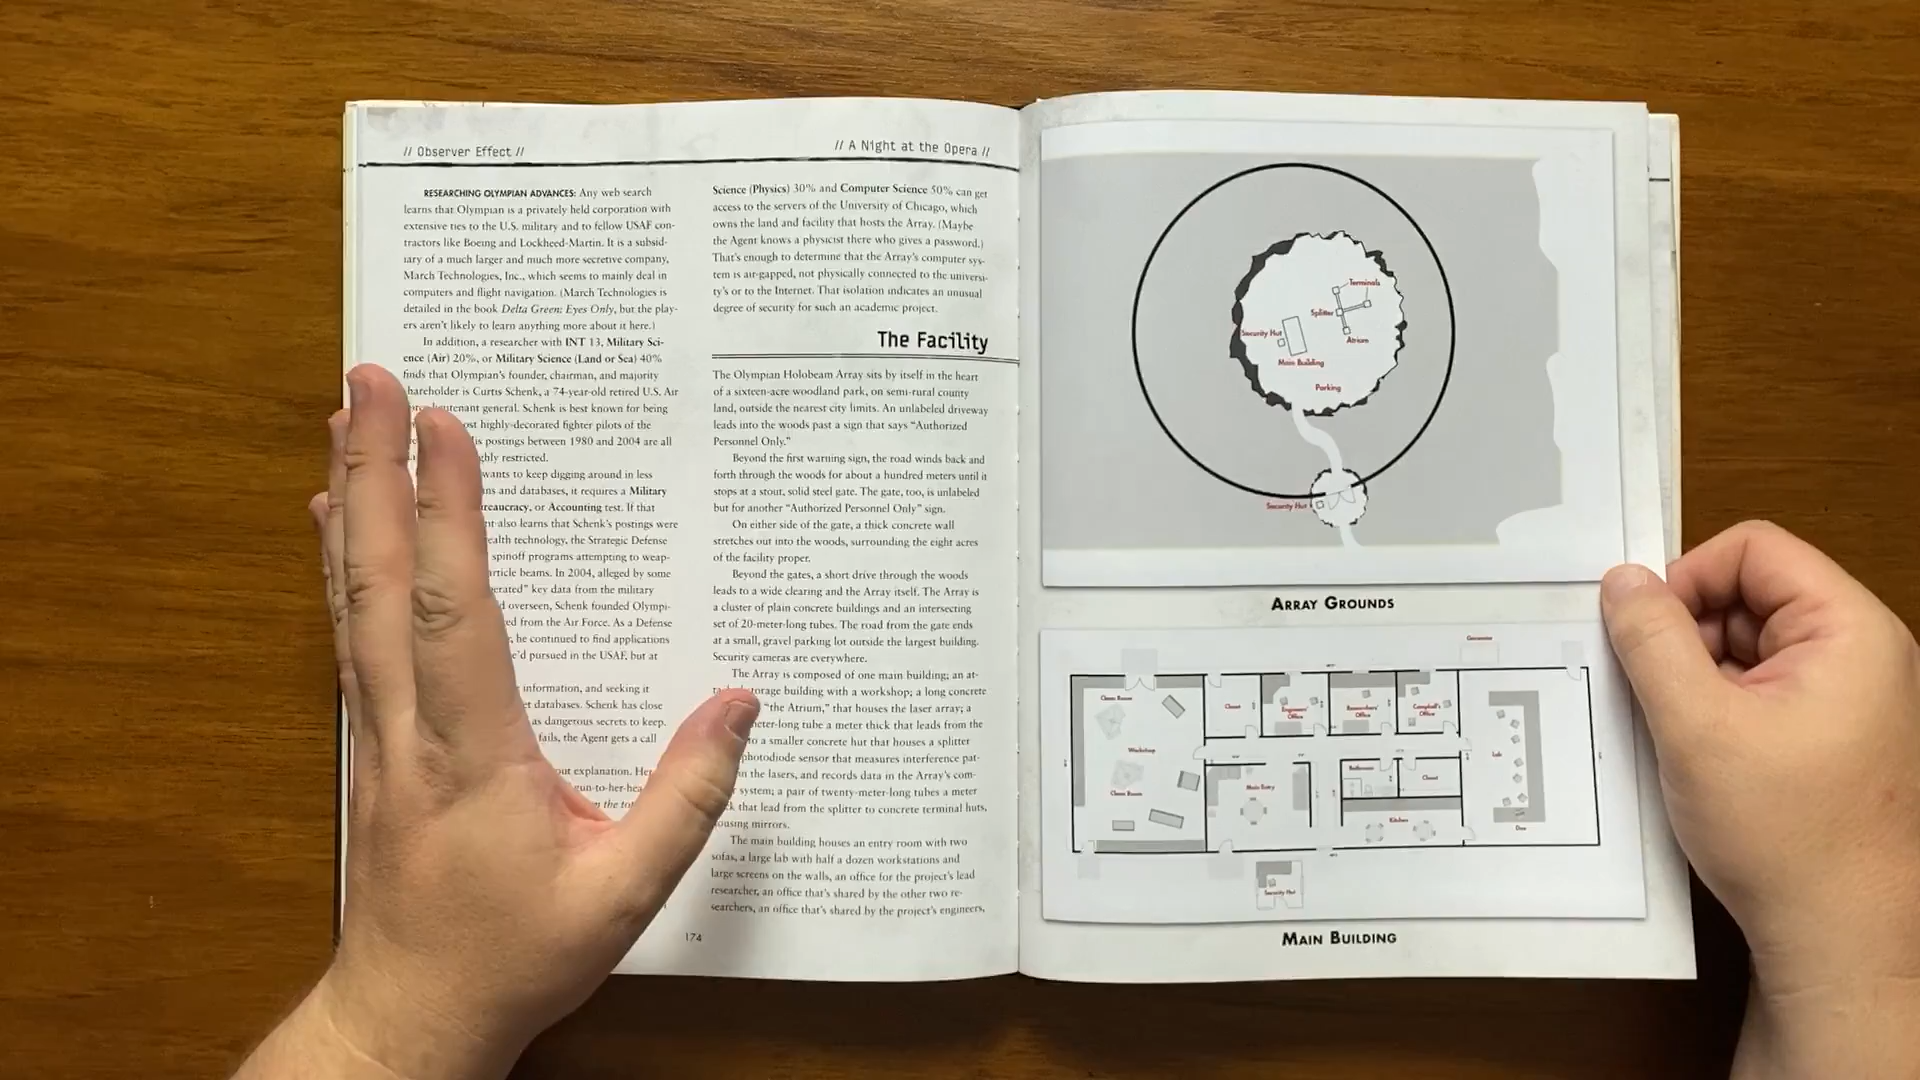 // Observer Effect //
// A Night at the Opera //
RESEARCHING OLYMPIAN ADVANCES: Any web search
learns that Olympian is a privately held corporation with
extensive ties to the U.S. military and to fellow USAF con-
tractors like Boeing and Lockheed-Martin. It is a subsid-
iary of a much larger and much more secretive company,
March Technologies, Inc., which seems to mainly deal in
computers and flight navigation. (March Technologies is
detailed in the book Delta Green: Eyes Only, but the play-
ers aren't likely to learn anything more about it here.)
In addition, a researcher with INT 13, Military Sci-
ence (Air) 20%, or Military Science (Land or Sea) 40%
finds that Olympian's founder, chairman, and majority
shareholder is Curtis Schenk, a 74-year-old retired U.S. Air
lieutenant general. Schenk is best known for being
highly-decorated fighter pilots of the
postings between 1980 and 2004 are all
wants to keep digging around in less
and databases, it requires a Military
or Accounting test. If that
also learns that Schenk's postings were
technology, the Strategic Defense
spinoff programs attempting to weap-
beams. In 2004, alleged by some
key data from the military
overseen, Schenk founded Olympi-
from the Air Force. As a Defense
he continued to find applications
pursued in the USAF, but at
information, and seeking it
databases. Schenk has close
as dangerous secrets to keep.
fails, the Agent gets a call
explanation. Her
174
Science (Physics) 30% and Computer Science 50% can get
access to the servers of the University of Chicago, which
owns the land and facility that hosts the Array. (Maybe
the Agent knows a physicist there who gives a password.)
That's enough to determine that the Array's computer sys-
tem is air-gapped, not physically connected to the universi-
ty's or to the Internet. That isolation indicates an unusual
degree of security for such an academic project.
The Facility
The Olympian Holobeam Array sits by itself in the heart
of a sixteen-acre woodland park, on semi-rural county
land, outside the nearest city limits. An unlabeled driveway
leads into the woods past a sign that says "Authorized
Personnel Only."
Beyond the first warning sign, the road winds back and
forth through the woods for about a hundred meters until it
stops at a stout, solid steel gate. The gate, too, is unlabeled
but for another "Authorized Personnel Only" sign.
On either side of the gate, a thick concrete wall
stretches out into the woods, surrounding the eight acres
of the facility proper.
Beyond the gates, a short drive through the woods
leads to a wide clearing and the Array itself. The Array is
a cluster of plain concrete buildings and an intersecting
set of 20-meter-long tubes. The road from the gate ends
at a small, gravel parking lot outside the largest building.
Security cameras are everywhere.
The Array is composed of one main building; an at-
storage building with a workshop; a long concrete
"the Atrium," that houses the laser array; a
long tube a meter thick that leads from the
to a smaller concrete hut that houses a splitter
photodiode sensor that measures interference pat-
in the lasers, and records data in the Array's com-
system; a pair of twenty-meter-long tubes a meter
that lead from the splitter to concrete terminal huts,
housing mirrors.
The main building houses an entry room with two
sofas, a large lab with half a dozen workstations and
large screens on the walls, an office for the project's lead
researcher, an office that's shared by the other two re-
searchers, an office that's shared by the project's engineers,
Terminals
Splitter
Security Hut
Atrium
Main Building
Parking
Security Hut
ARRAY GROUNDS
Generator
Clean Room
Closet
Engineers'
Office
Researchers'
Office
Campbell's
Office
Workshop
Lab
Bathroom
Closet
Main Entry
Clean Room
Kitchen
Security Hut
MAIN BUILDING